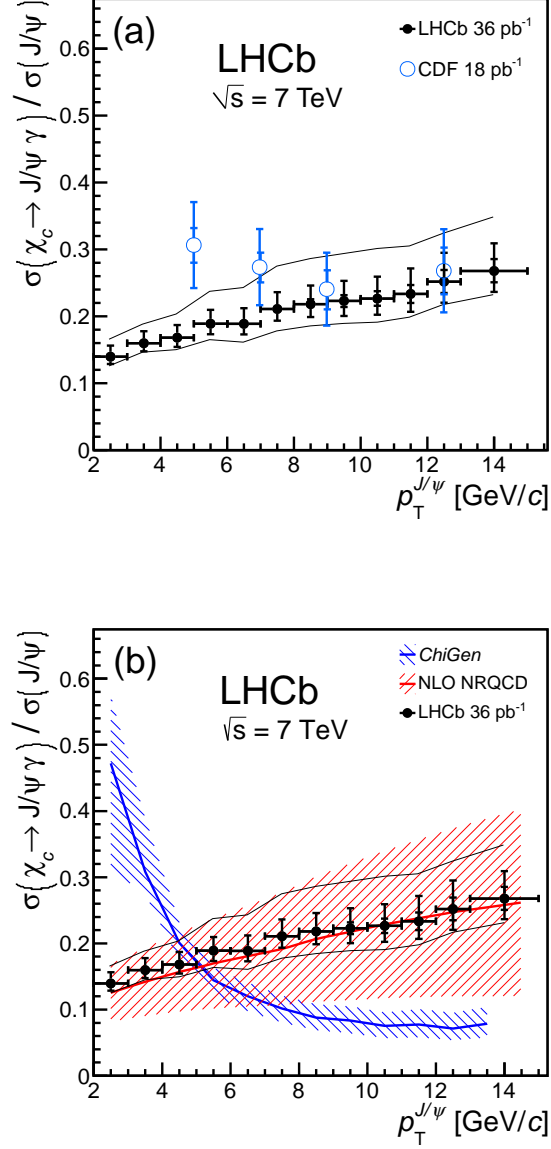 (a)
LHCb
√s = 7 TeV
LHCb 36 pb⁻¹
CDF 18 pb⁻¹
σ(χc → J/ψ γ) / σ(J/ψ)
0.6
0.5
0.4
0.3
0.2
0.1
0
2 4 6 8 10 12 14
pT^J/ψ [GeV/c]
(b)
LHCb
√s = 7 TeV
ChiGen
NLO NRQCD
LHCb 36 pb⁻¹
σ(χc → J/ψ γ) / σ(J/ψ)
0.6
0.5
0.4
0.3
0.2
0.1
0
2 4 6 8 10 12 14
pT^J/ψ [GeV/c]